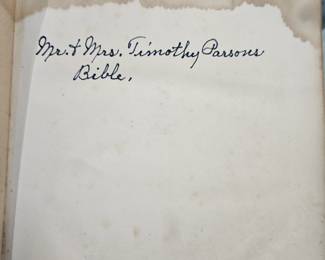 Mr. & Mrs. Timothy Parsons
Bible.